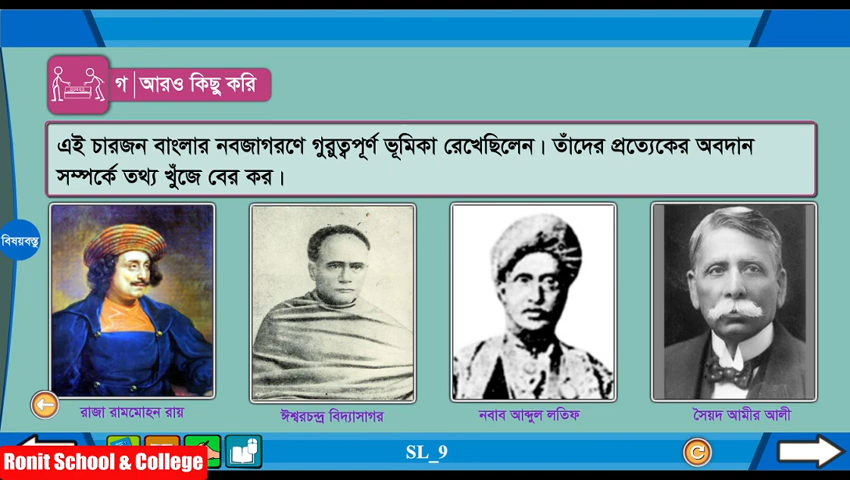 গ আরও কিছু করি
এই চারজন বাংলার নবজাগরণে গুরুত্বপূর্ণ ভূমিকা রেখেছিলেন। তাঁদের প্রত্যেকের অবদান
সম্পর্কে তথ্য খুঁজে বের কর।
বিষয়বস্তু
রাজা রামমোহন রায়
ঈশ্বরচন্দ্র বিদ্যাসাগর
নবাব আব্দুল লতিফ
সৈয়দ আমীর আলী
SL_9
Ronit School & College